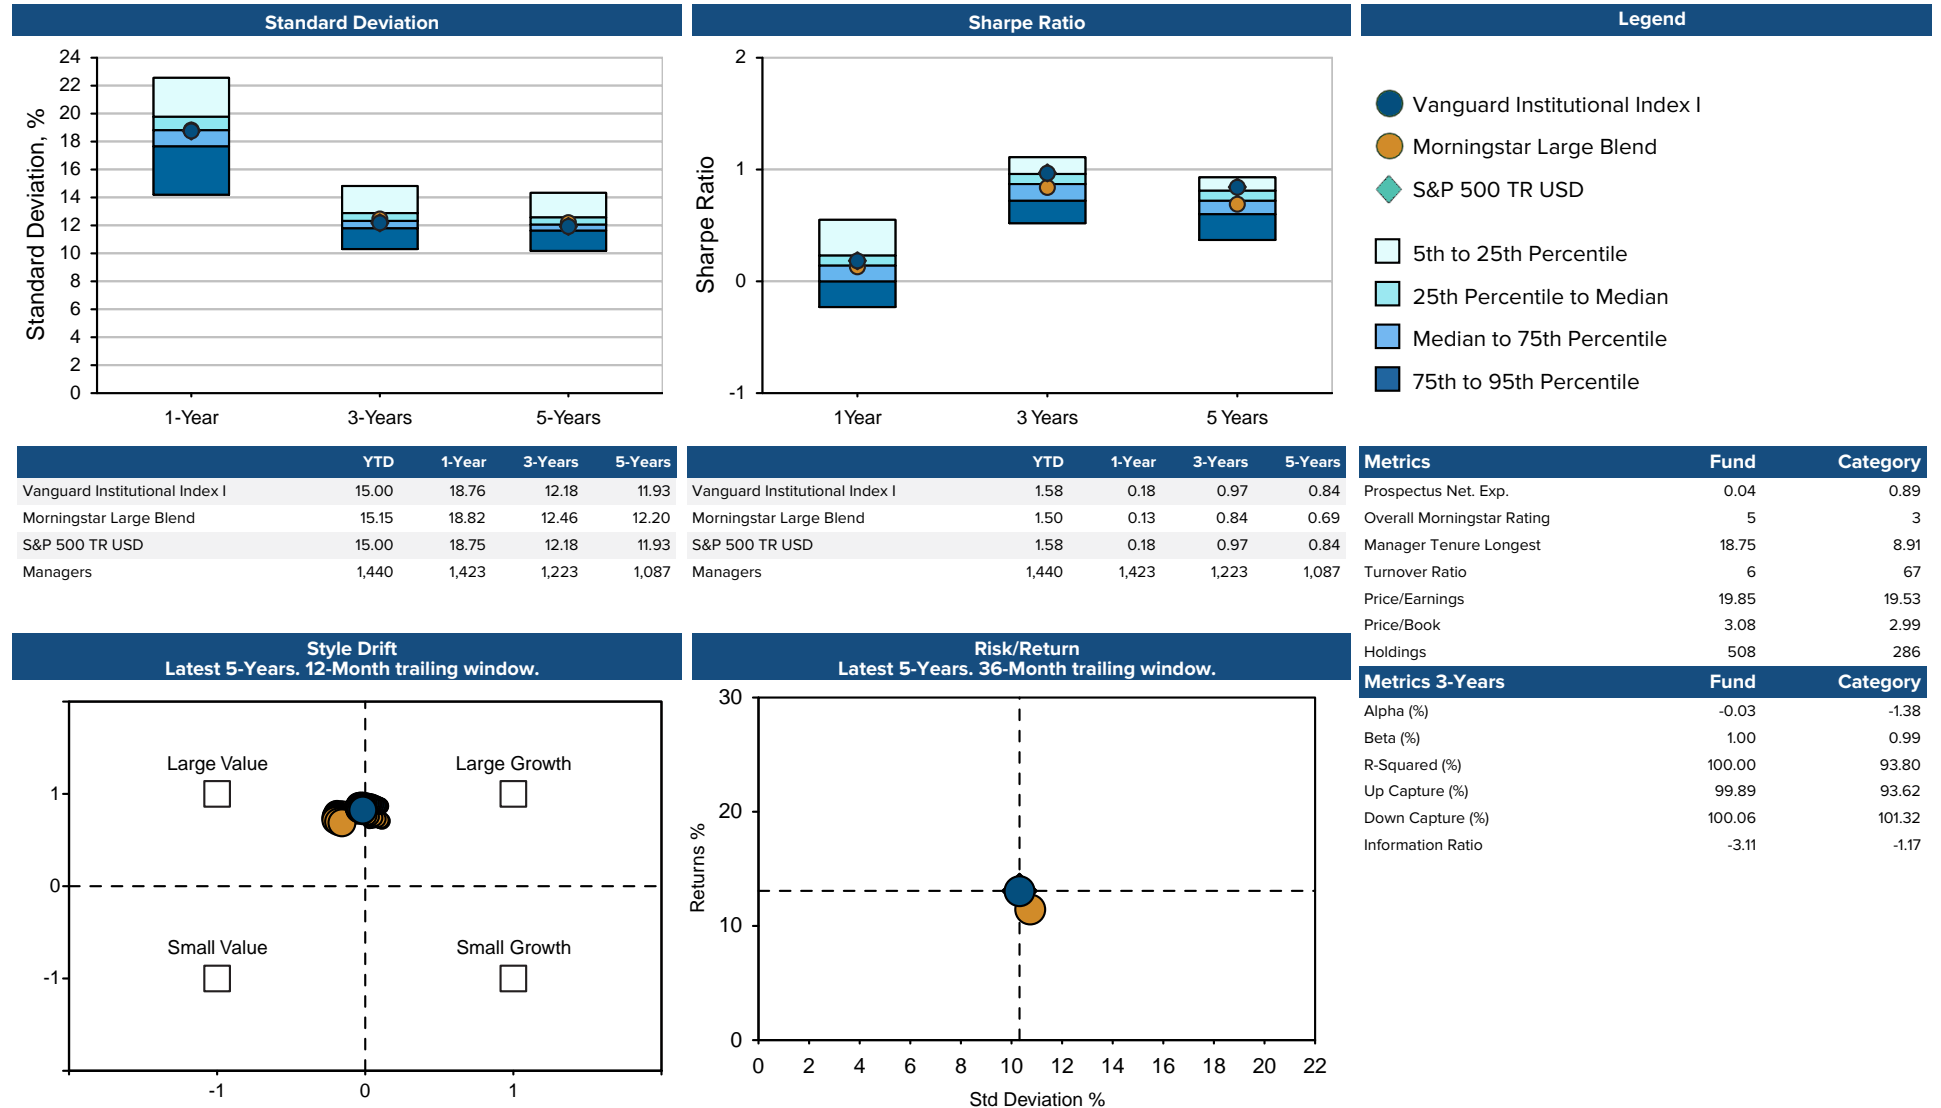 Standard Deviation
24
22
20
18
16
14
12
10
8
6
4
2
0
Standard Deviation, %
1-Year
3-Years
5-Years
Sharpe Ratio
2
1
0
-1
Sharpe Ratio
1Year
3 Years
5 Years
Legend
Vanguard Institutional Index I
Morningstar Large Blend
S&P 500 TR USD
5th to 25th Percentile
25th Percentile to Median
Median to 75th Percentile
75th to 95th Percentile
YTD 1-Year 3-Years 5-Years
Vanguard Institutional Index I 15.00 18.76 12.18 11.93
Morningstar Large Blend 15.15 18.82 12.46 12.20
S&P 500 TR USD 15.00 18.75 12.18 11.93
Managers 1,440 1,423 1,223 1,087
YTD 1-Year 3-Years 5-Years
Vanguard Institutional Index I 1.58 0.18 0.97 0.84
Morningstar Large Blend 1.50 0.13 0.84 0.69
S&P 500 TR USD 1.58 0.18 0.97 0.84
Managers 1,440 1,423 1,223 1,087
Metrics Fund Category
Prospectus Net. Exp. 0.04 0.89
Overall Morningstar Rating 5 3
Manager Tenure Longest 18.75 8.91
Turnover Ratio 6 67
Price/Earnings 19.85 19.53
Price/Book 3.08 2.99
Holdings 508 286
Metrics 3-Years Fund Category
Alpha (%) -0.03 -1.38
Beta (%) 1.00 0.99
R-Squared (%) 100.00 93.80
Up Capture (%) 99.89 93.62
Down Capture (%) 100.06 101.32
Information Ratio -3.11 -1.17
Style Drift
Latest 5-Years. 12-Month trailing window.
Large Value
Large Growth
1
0
Small Value
Small Growth
-1
-1 0 1
Risk/Return
Latest 5-Years. 36-Month trailing window.
30
20
10
0
Returns %
0 2 4 6 8 10 12 14 16 18 20 22
Std Deviation %